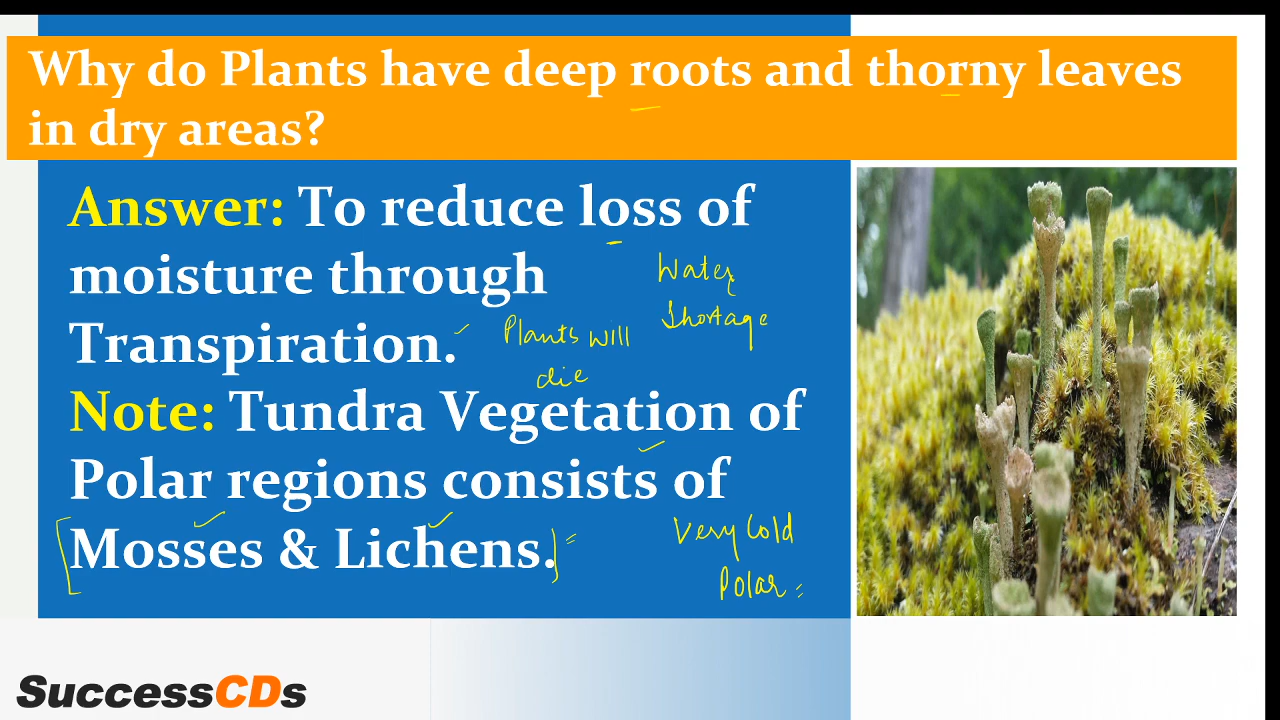 Why do Plants have deep roots and thorny leaves
in dry areas?
Answer: To reduce loss of
moisture through
Water
Shortage
Transpiration.
Plants will
die
Note: Tundra Vegetation of
Polar regions consists of
Mosses & Lichens.
Very Cold
Polar
SuccessCDs